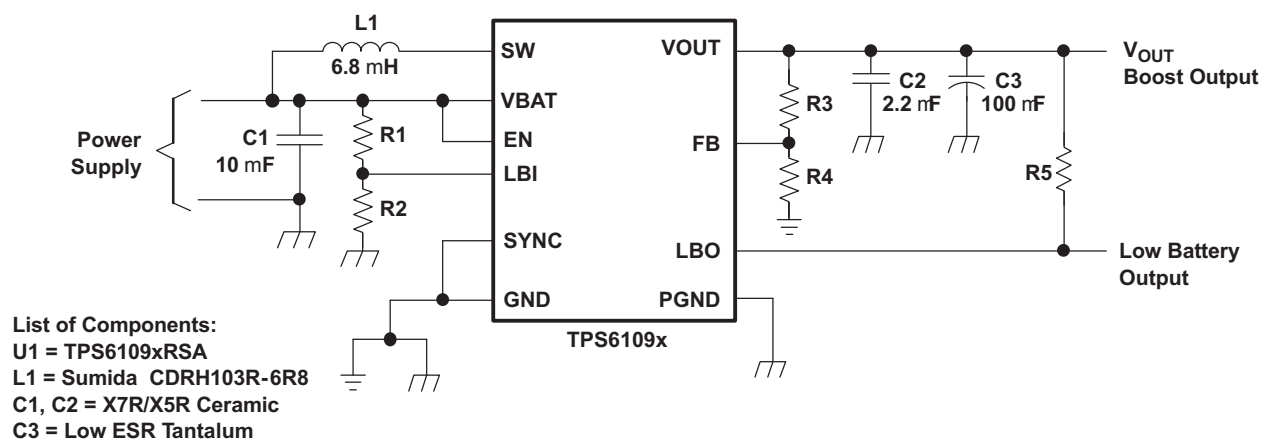 L1
6.8 mH
SW
VOUT
VOUT
Boost Output
C2
2.2 mF
C3
100 mF
R3
VBAT
Power
Supply
C1
10 mF
R1
EN
FB
LBI
R4
R5
R2
SYNC
LBO
Low Battery
Output
GND
PGND
TPS6109x
List of Components:
U1 = TPS6109xRSA
L1 = Sumida CDRH103R-6R8
C1, C2 = X7R/X5R Ceramic
C3 = Low ESR Tantalum